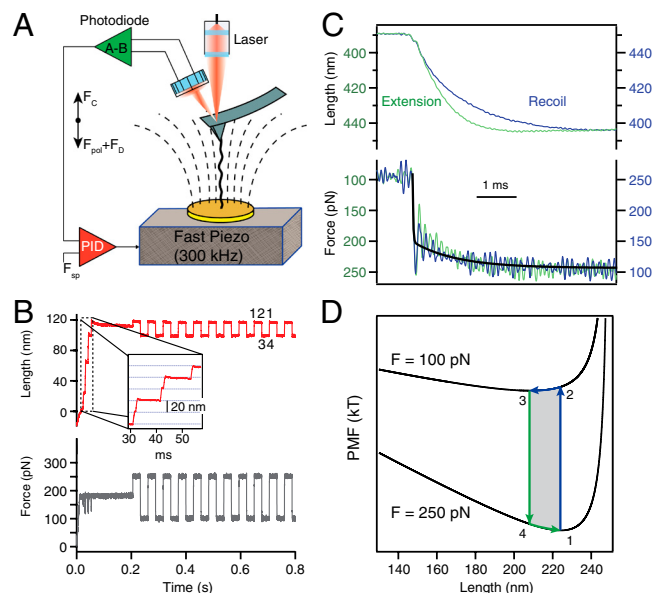 A
Photodiode
A-B
Laser
F_C
F_pol+F_D
PID
F_sp
Fast Piezo
(300 kHz)
B
Length (nm)
120
80
40
0
121
34
20 nm
30 40 50
ms
Force (pN)
300
200
100
0
0.0 0.2 0.4 0.6 0.8
Time (s)
C
Length (nm)
400
420
440
Extension
Recoil
400
420
440
Force (pN)
100
150
200
250
1 ms
250
200
150
100
D
PMF (kT)
F = 100 pN
3
2
F = 250 pN
4
1
140 160 180 200 220 240
Length (nm)